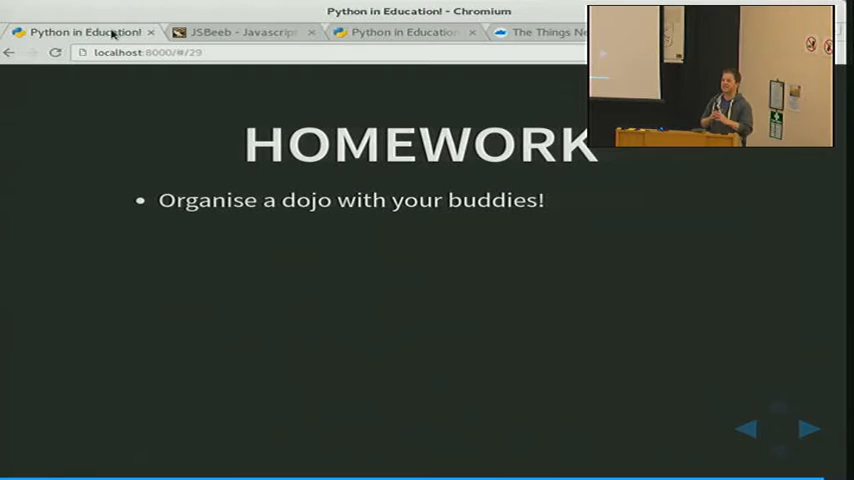 Python in Education! - Chromium
Python in Education!
JSBeeb - Javascript
Python in Education
The Things Ne
localhost:8000/#/29
HOMEWORK
Organise a dojo with your buddies!